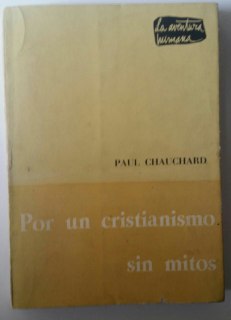 La aventura
humana
PAUL CHAUCHARD
Por un cristianismo
sin mitos